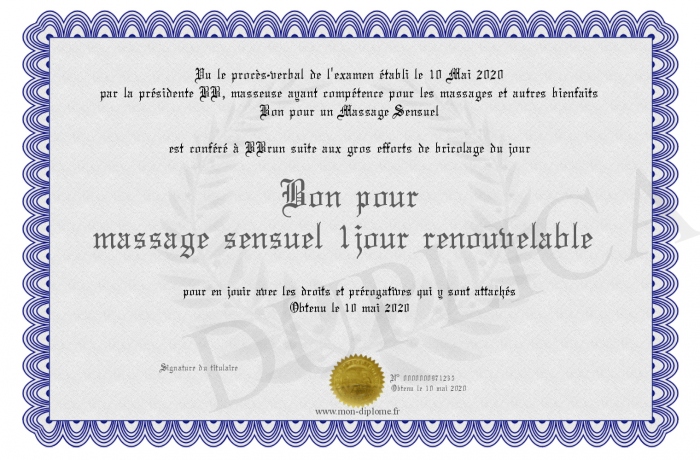 Vu le procès-verbal de l'examen établi le 10 Mai 2020
par la présidente BB, masseuse ayant compétence pour les massages et autres bienfaits
Bon pour un Massage Sensuel
est conféré à BBrun suite aux gros efforts de bricolage du jour
Bon pour
massage sensuel 1jour renouvelable
pour en jouir avec les droits et prérogatives qui y sont attachés
Obtenu le 10 mai 2020
Signature du titulaire
N° 0000000971233
Obtenu le 10 mai 2020
www.mon-diplome.fr
DUPLICA